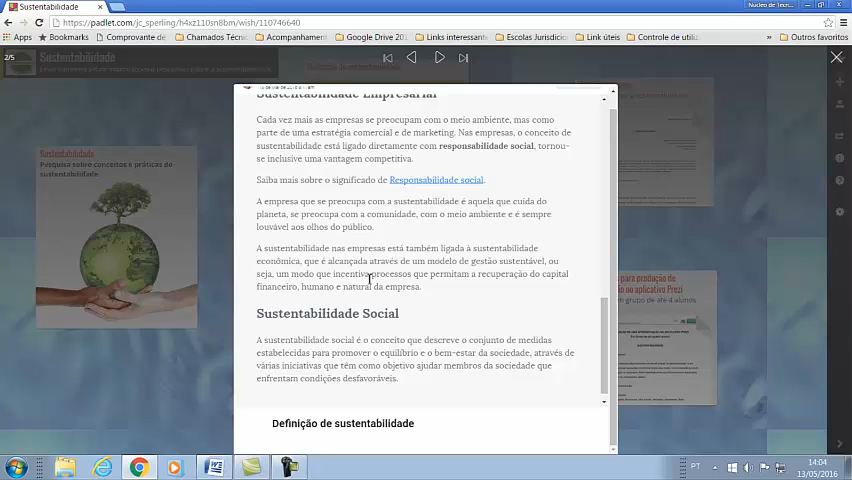 Sustentabilidade
Núcleo de Tecn...
https://padlet.com/jc_sperling/h4xz110sn8bm/wish/110746640
Apps
Bookmarks
Comprovante de
Chamados Técnic
Acompanhament
Google Drive 201
Links interessante
Escolas Jurisdicio
Link úteis
Controle de utiliz
Outros favoritos
2/5
Sustentabilidade
Sustentabilidade Empresarial
Cada vez mais as empresas se preocupam com o meio ambiente, mas como
parte de uma estratégia comercial e de marketing. Nas empresas, o conceito de
sustentabilidade está ligado diretamente com responsabilidade social, tornou-
se inclusive uma vantagem competitiva.
Saiba mais sobre o significado de Responsabilidade social.
A empresa que se preocupa com a sustentabilidade é aquela que cuida do
planeta, se preocupa com a comunidade, com o meio ambiente e é sempre
louvável aos olhos do público.
A sustentabilidade nas empresas está também ligada à sustentabilidade
econômica, que é alcançada através de um modelo de gestão sustentável, ou
seja, um modo que incentiva processos que permitam a recuperação do capital
financeiro, humano e natural da empresa.
Sustentabilidade Social
A sustentabilidade social é o conceito que descreve o conjunto de medidas
estabelecidas para promover o equilíbrio e o bem-estar da sociedade, através de
várias iniciativas que têm como objetivo ajudar membros da sociedade que
enfrentam condições desfavoráveis.
Definição de sustentabilidade
Sustentabilidade
Pesquisa sobre conceitos e práticas de
sustentabilidade
s para produção de
o no aplicativo Prezi
m grupo de até 4 alunos
PT
14:04
13/05/2016